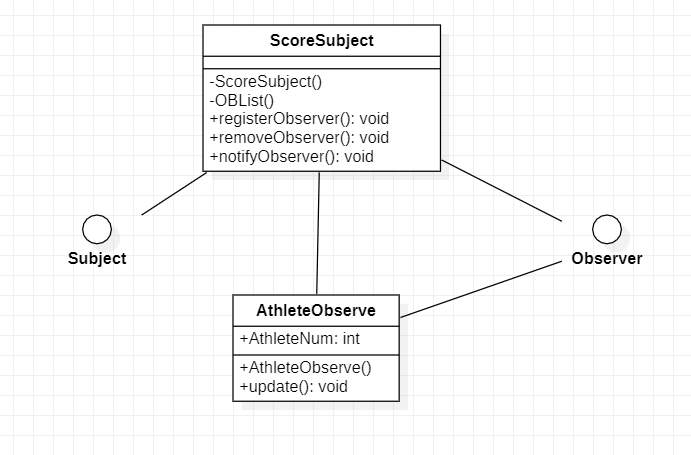 ScoreSubject
-ScoreSubject()
-OBList()
+registerObserver(): void
+removeObserver(): void
+notifyObserver(): void
Subject
Observer
AthleteObserve
+AthleteNum: int
+AthleteObserve()
+update(): void